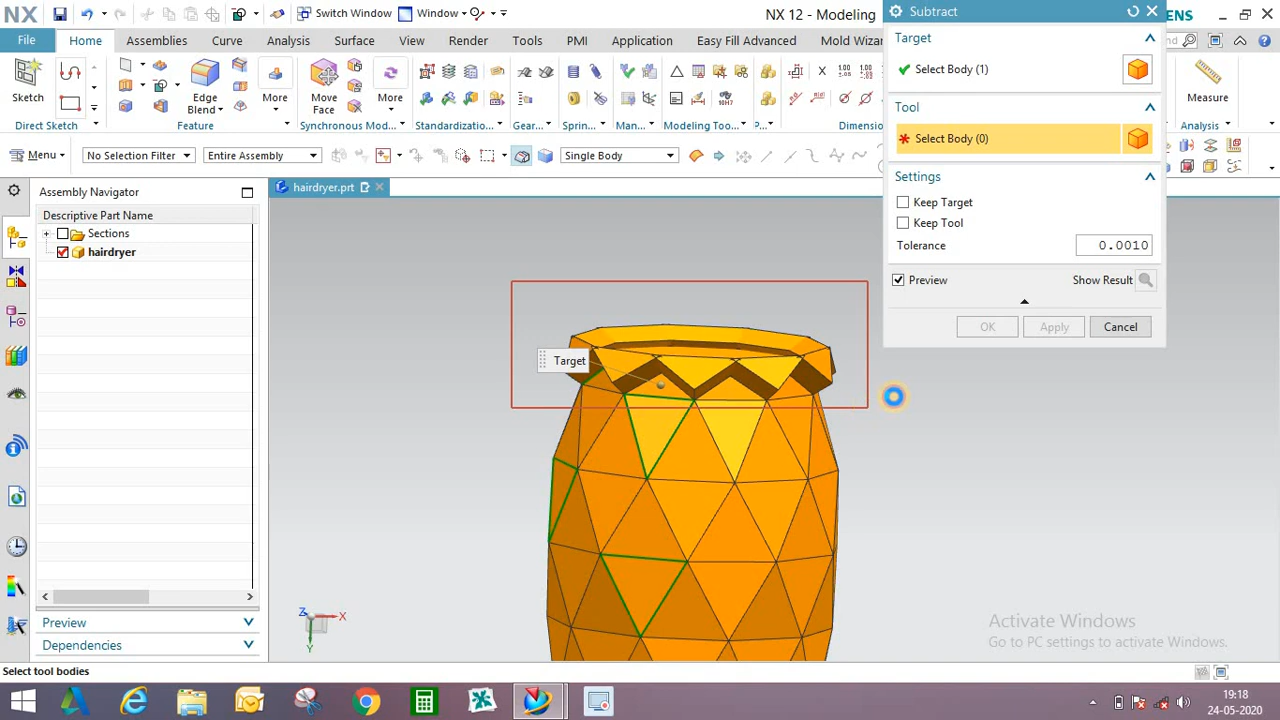 NX
Switch Window
Window
NX 12 - Modeling
Subtract
ENS
File
Home
Assemblies
Curve
Analysis
Surface
View
Render
Tools
PMI
Application
Easy Fill Advanced
Mold Wizar
Sketch
Edge
Blend
More
Move
Face
More
Measure
Direct Sketch
Feature
Synchronous Mod...
Gear...
Sprin...
Man...
Modeling Too...
P...
Dimensio
Analysis
Menu
No Selection Filter
Entire Assembly
Single Body
Target
Select Body (1)
Tool
Select Body (0)
Settings
Keep Target
Keep Tool
Tolerance
0.0010
Preview
Show Result
OK
Apply
Cancel
Assembly Navigator
Descriptive Part Name
Sections
hairdryer
hairdryer.prt
Target
Z
X
Y
Preview
Dependencies
Select tool bodies
Activate Windows
Go to PC settings to activate Windows.
19:18
24-05-2020